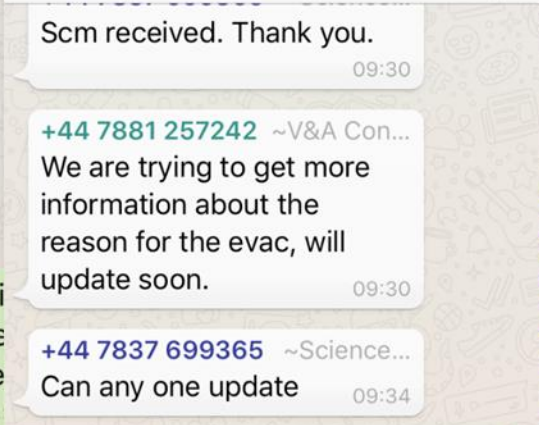 Scm received. Thank you.
09:30
+44 7881 257242 ~V&A Con...
We are trying to get more
information about the
reason for the evac, will
update soon.
09:30
+44 7837 699365 ~Science...
Can any one update
09:34